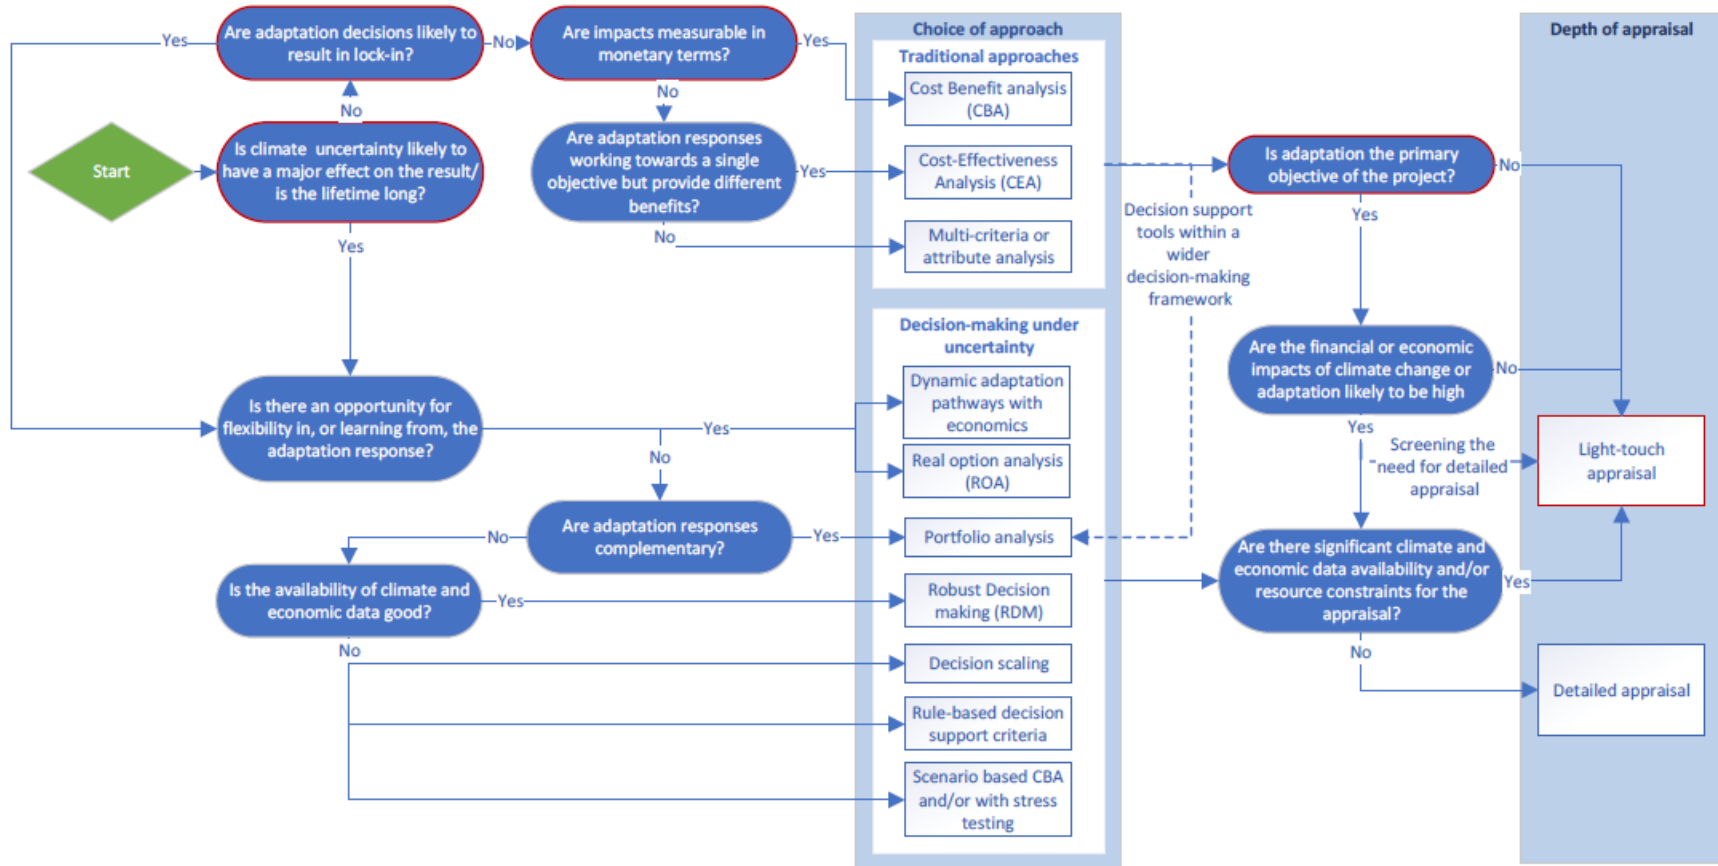 Yes
Are adaptation decisions likely to
result in lock-in?
No
Are impacts measurable in
monetary terms?
Yes
No
No
Start
Is climate uncertainty likely to
have a major effect on the result/
is the lifetime long?
Yes
Are adaptation responses
working towards a single
objective but provide different
benefits?
Yes
No
Choice of approach
Traditional approaches
Cost Benefit analysis
(CBA)
Cost-Effectiveness
Analysis (CEA)
Multi-criteria or
attribute analysis
Decision support
tools within a
wider
decision-making
framework
Is adaptation the primary
objective of the project?
No
Yes
Depth of appraisal
Is there an opportunity for
flexibility in, or learning from, the
adaptation response?
Yes
No
Decision-making under
uncertainty
Dynamic adaptation
pathways with
economics
Real option analysis
(ROA)
Are adaptation responses
complementary?
No
Yes
Portfolio analysis
Is the availability of climate and
economic data good?
Yes
No
Robust Decision
making (RDM)
Decision scaling
Rule-based decision
support criteria
Scenario based CBA
and/or with stress
testing
Are the financial or economic
impacts of climate change or
adaptation likely to be high
No
Yes
Screening the
need for detailed
appraisal
Light-touch
appraisal
Are there significant climate and
economic data availability and/or
resource constraints for the
appraisal?
Yes
No
Detailed appraisal